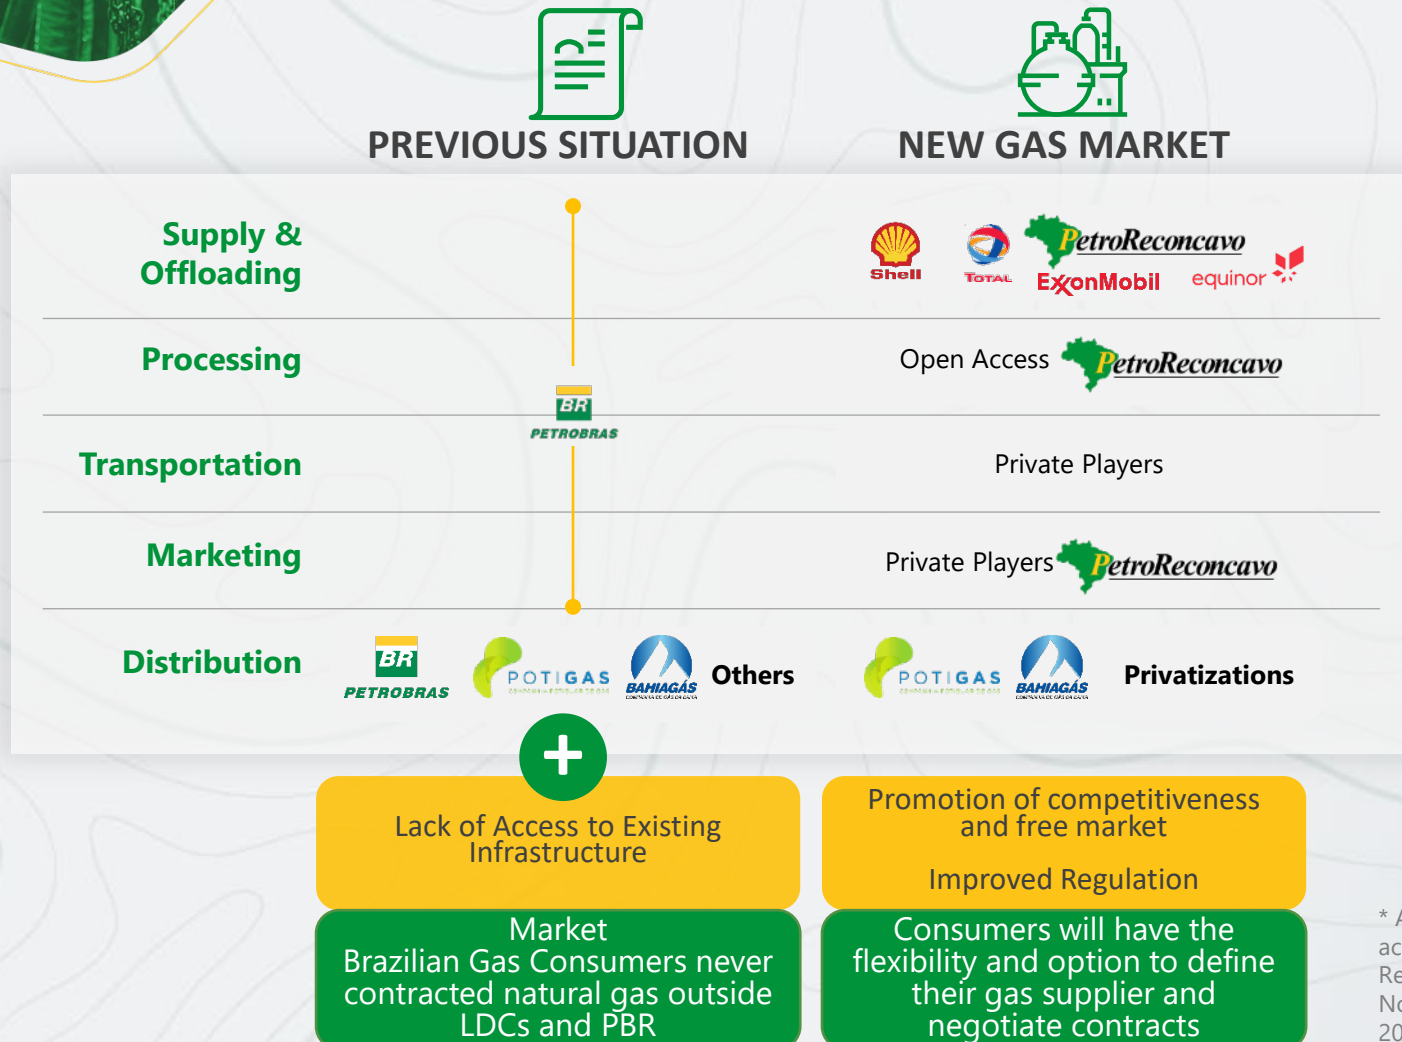 PREVIOUS SITUATION
NEW GAS MARKET
Supply &
Offloading
Shell
TOTAL
PetroReconcavo
ExxonMobil
equinor
Processing
Open Access
PetroReconcavo
BR
PETROBRAS
Transportation
Private Players
Marketing
Private Players
PetroReconcavo
Distribution
BR
PETROBRAS
POTIGAS
BAHIAGÁS
Others
POTIGAS
BAHIAGÁS
Privatizations
+
Lack of Access to Existing
Infrastructure
Promotion of competitiveness
and free market
Improved Regulation
Market
Brazilian Gas Consumers never
contracted natural gas outside
LDCs and PBR
Consumers will have the
flexibility and option to define
their gas supplier and
negotiate contracts
*